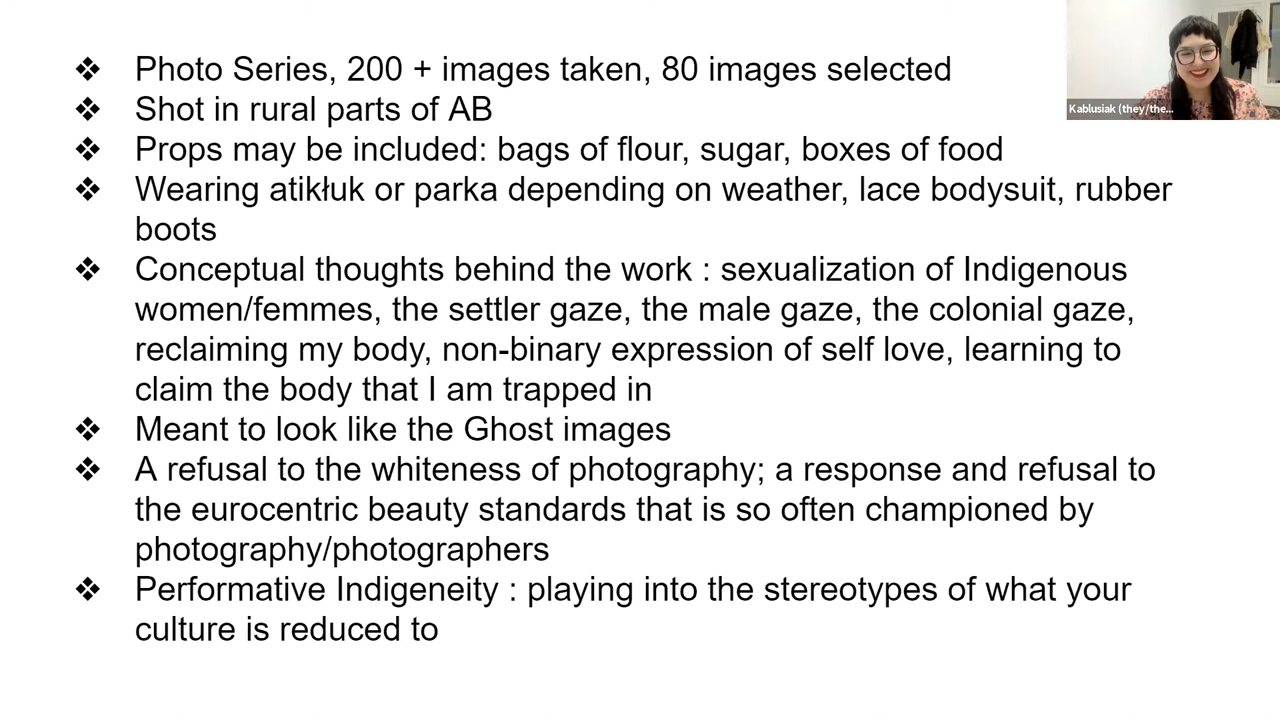 ❖ Photo Series, 200 + images taken, 80 images selected
❖ Shot in rural parts of AB
❖ Props may be included: bags of flour, sugar, boxes of food
❖ Wearing atikłuk or parka depending on weather, lace bodysuit, rubber
boots
❖ Conceptual thoughts behind the work : sexualization of Indigenous
women/femmes, the settler gaze, the male gaze, the colonial gaze,
reclaiming my body, non-binary expression of self love, learning to
claim the body that I am trapped in
❖ Meant to look like the Ghost images
❖ A refusal to the whiteness of photography; a response and refusal to
the eurocentric beauty standards that is so often championed by
photography/photographers
❖ Performative Indigeneity : playing into the stereotypes of what your
culture is reduced to
Kablusiak (they/the...